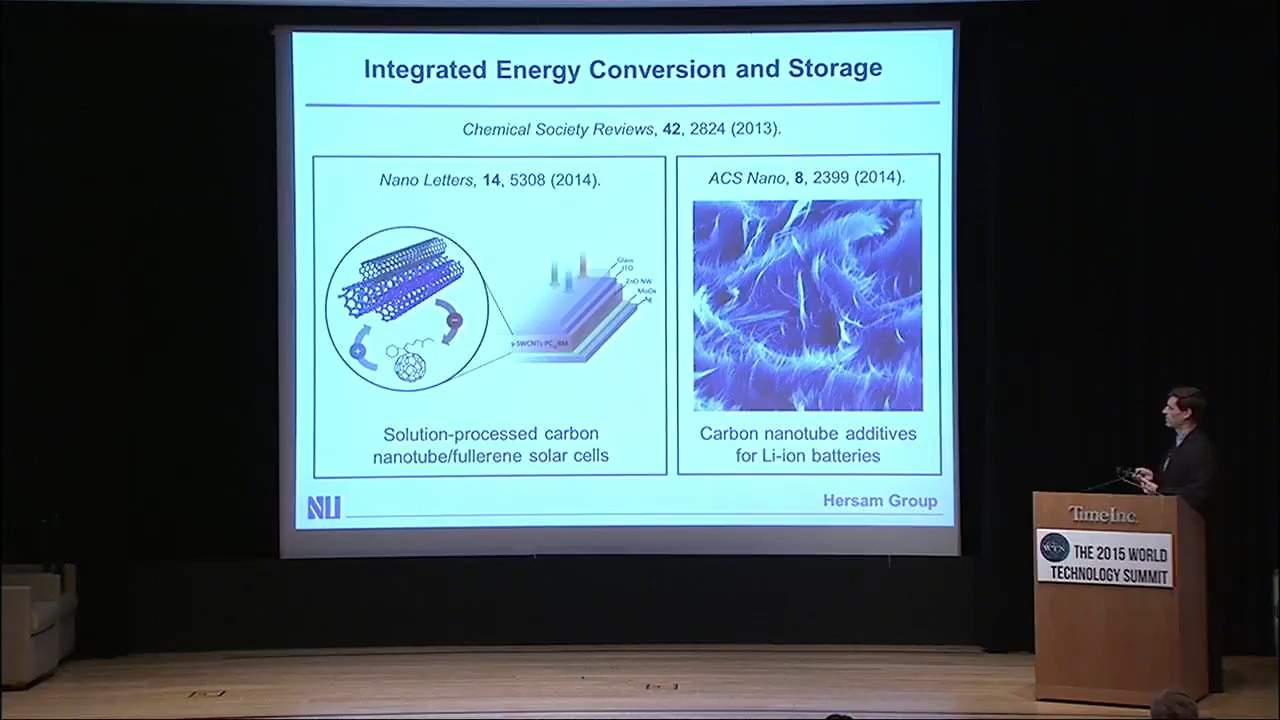 Integrated Energy Conversion and Storage
Chemical Society Reviews, 42, 2824 (2013).
Nano Letters, 14, 5308 (2014).
Glass
ITO
ZnO NW
MoOx
Solution-processed carbon
nanotube/fullerene solar cells
ACS Nano, 8, 2399 (2014).
Carbon nanotube additives
for Li-ion batteries
NU
Hersam Group
TimeInc.
THE 2015 WORLD
TECHNOLOGY SUMMIT